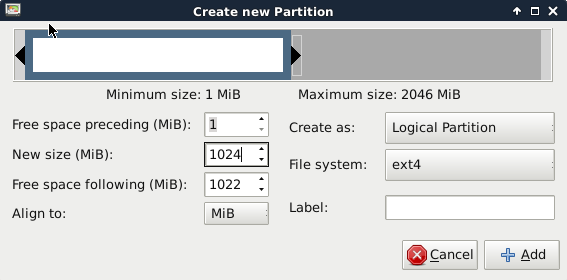 Create new Partition
Minimum size: 1 MiB Maximum size: 2046 MiB
Free space preceding (MiB): 1
Create as: Logical Partition
New size (MiB): 1024
File system: ext4
Free space following (MiB): 1022
Label:
Align to: MiB
Cancel Add